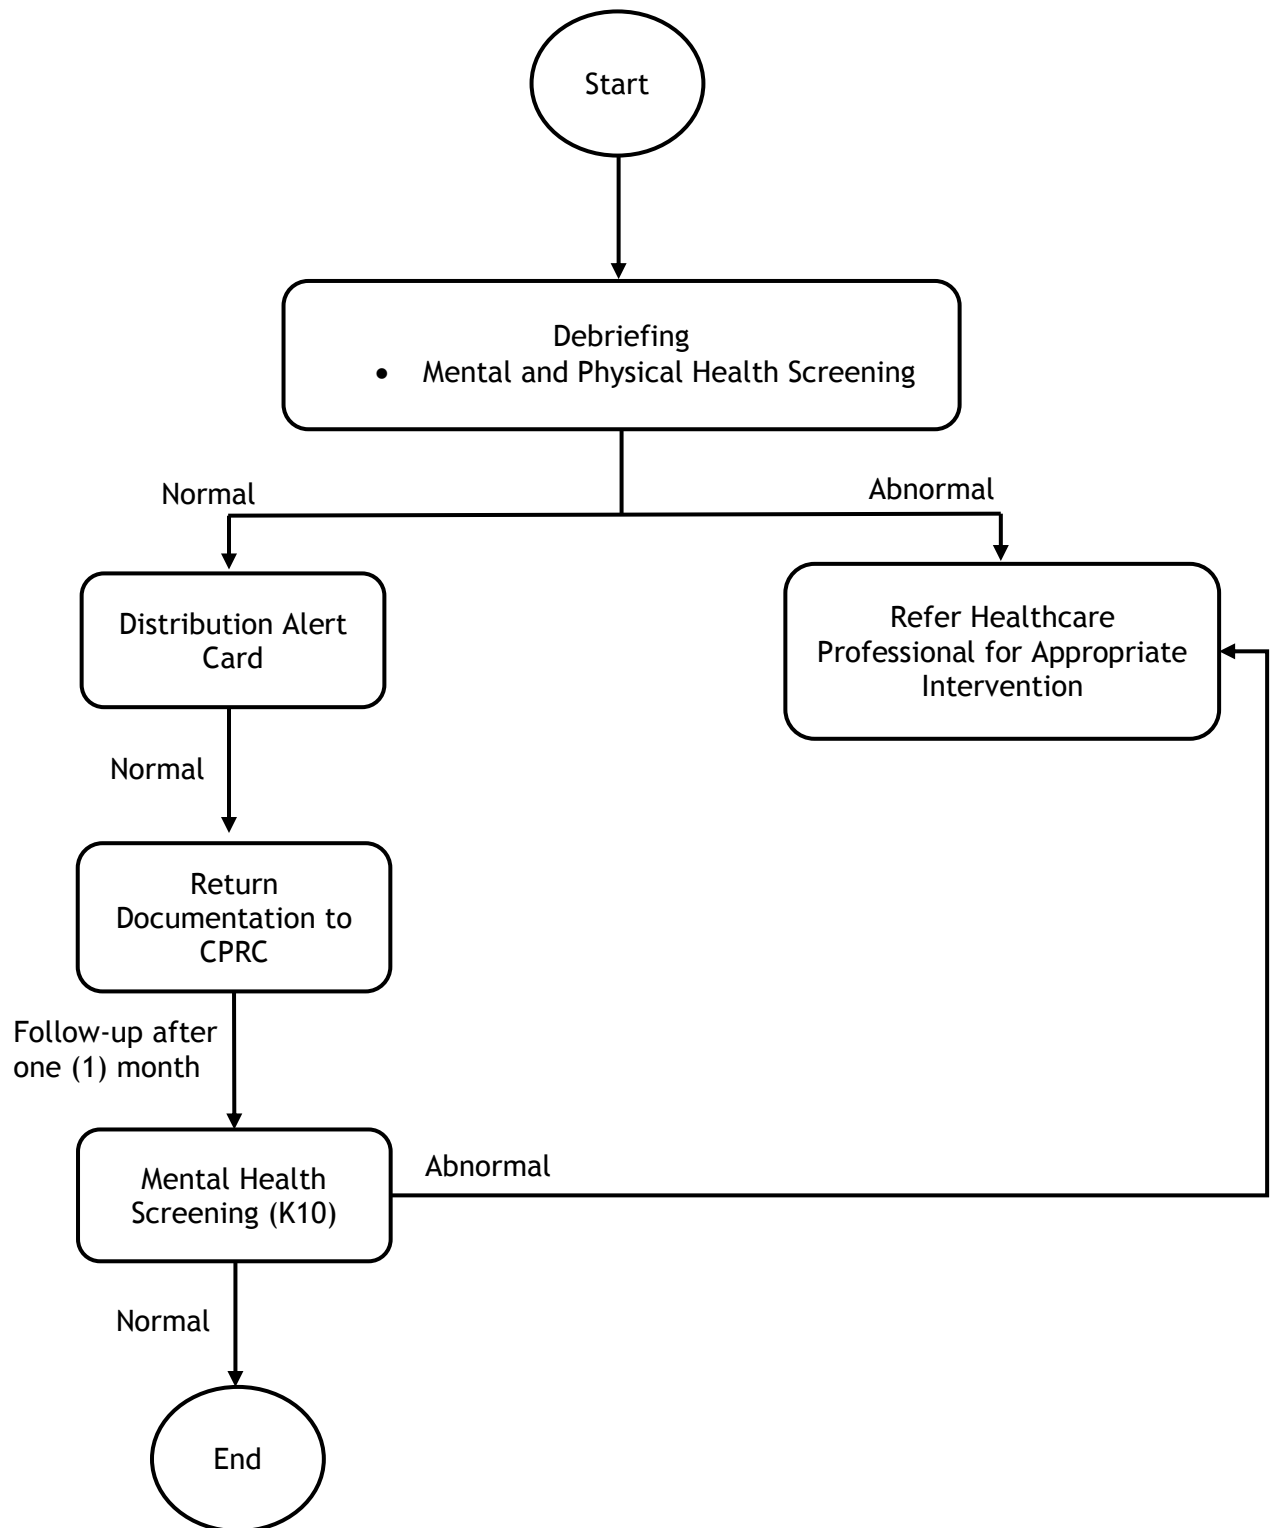 Start
Debriefing
• Mental and Physical Health Screening
Normal
Abnormal
Distribution Alert
Card
Refer Healthcare
Professional for Appropriate
Intervention
Normal
Return
Documentation to
CPRC
Follow-up after
one (1) month
Mental Health
Screening (K10)
Abnormal
Normal
End